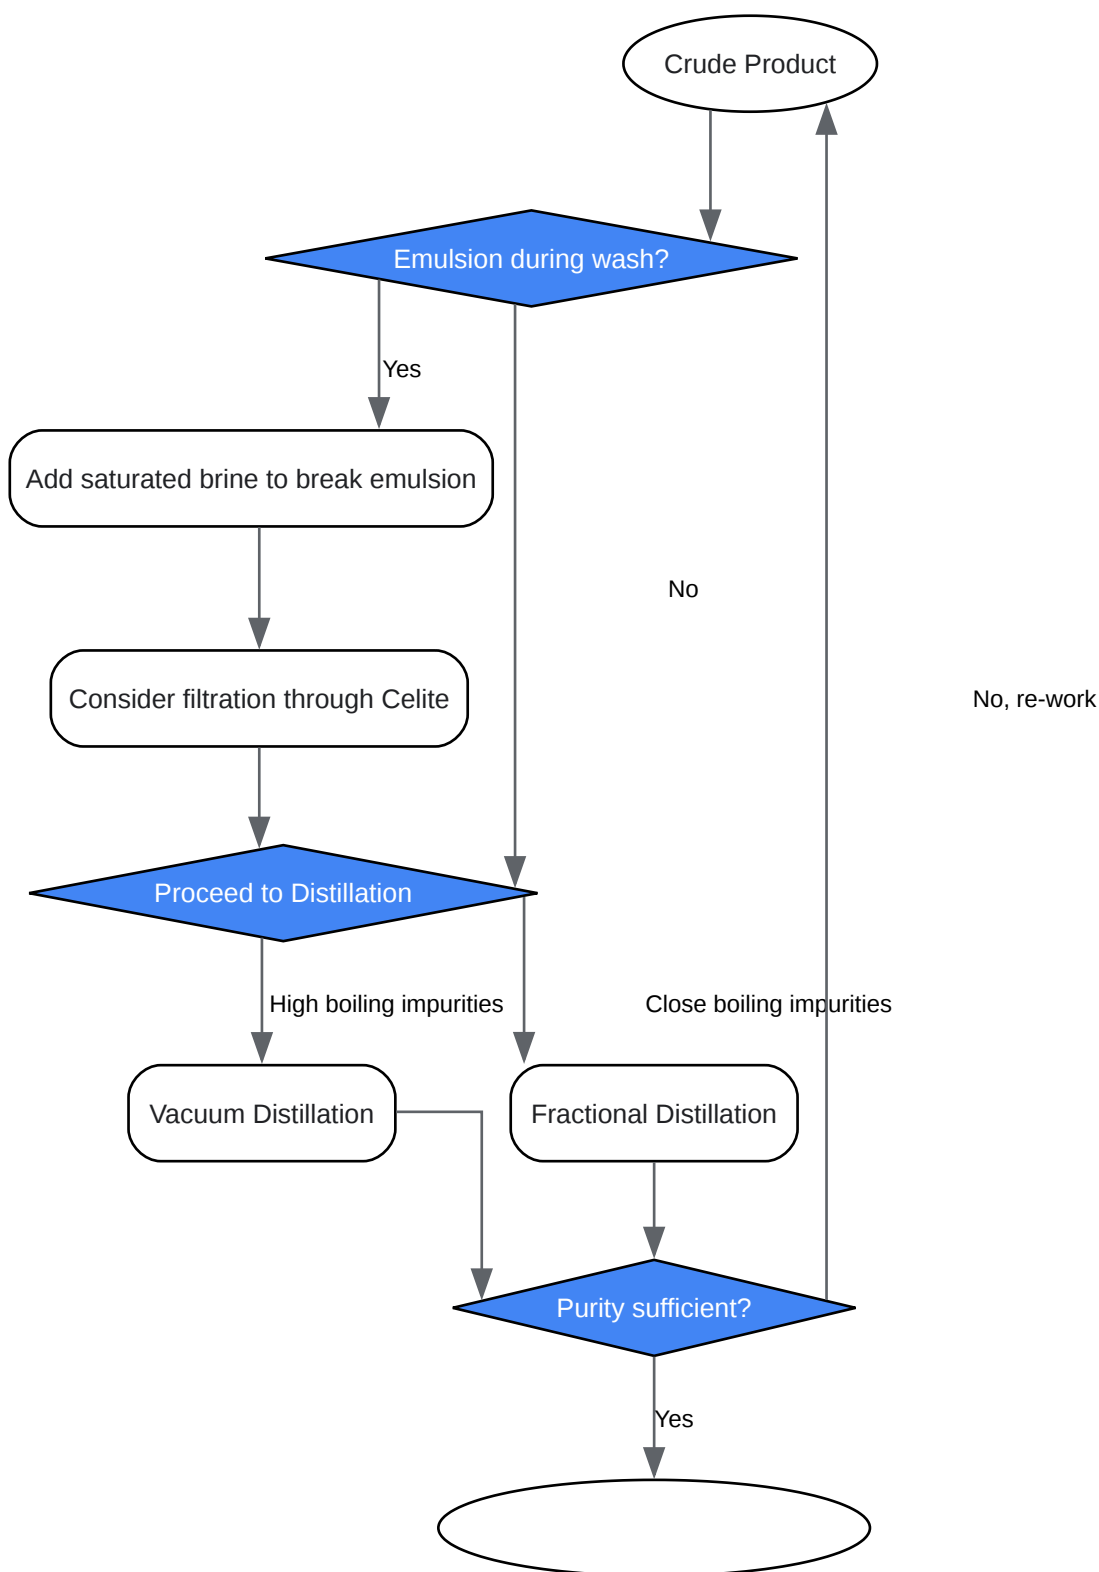 Crude Product
Emulsion during wash?
Yes
Add saturated brine to break emulsion
No
Consider filtration through Celite
No, re-work
Proceed to Distillation
High boiling impurities
Close boiling impurities
Vacuum Distillation
Fractional Distillation
Purity sufficient?
Yes